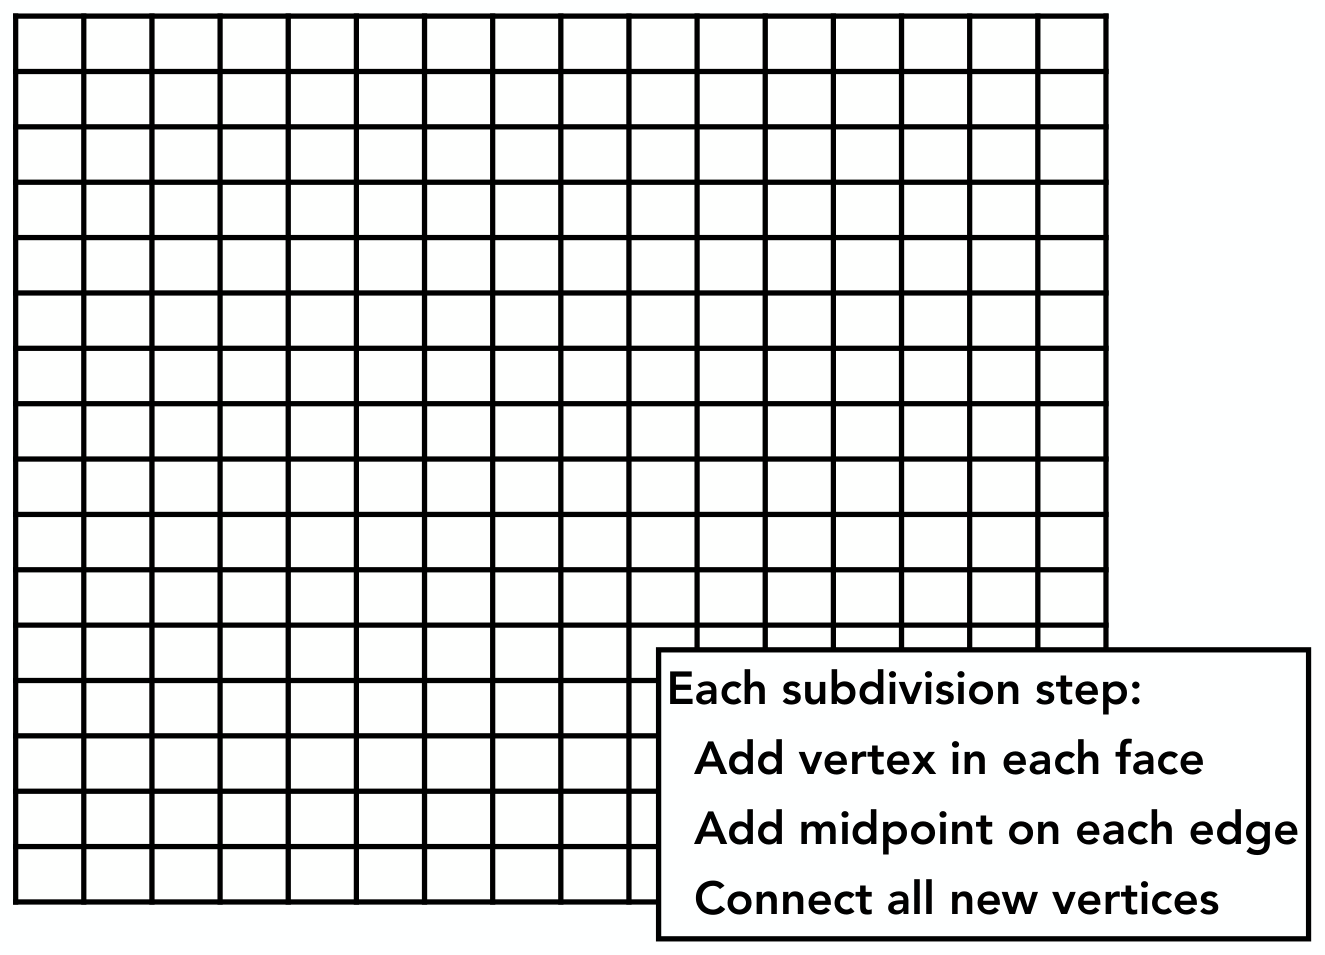 Each subdivision step:
Add vertex in each face
Add midpoint on each edge
Connect all new vertices